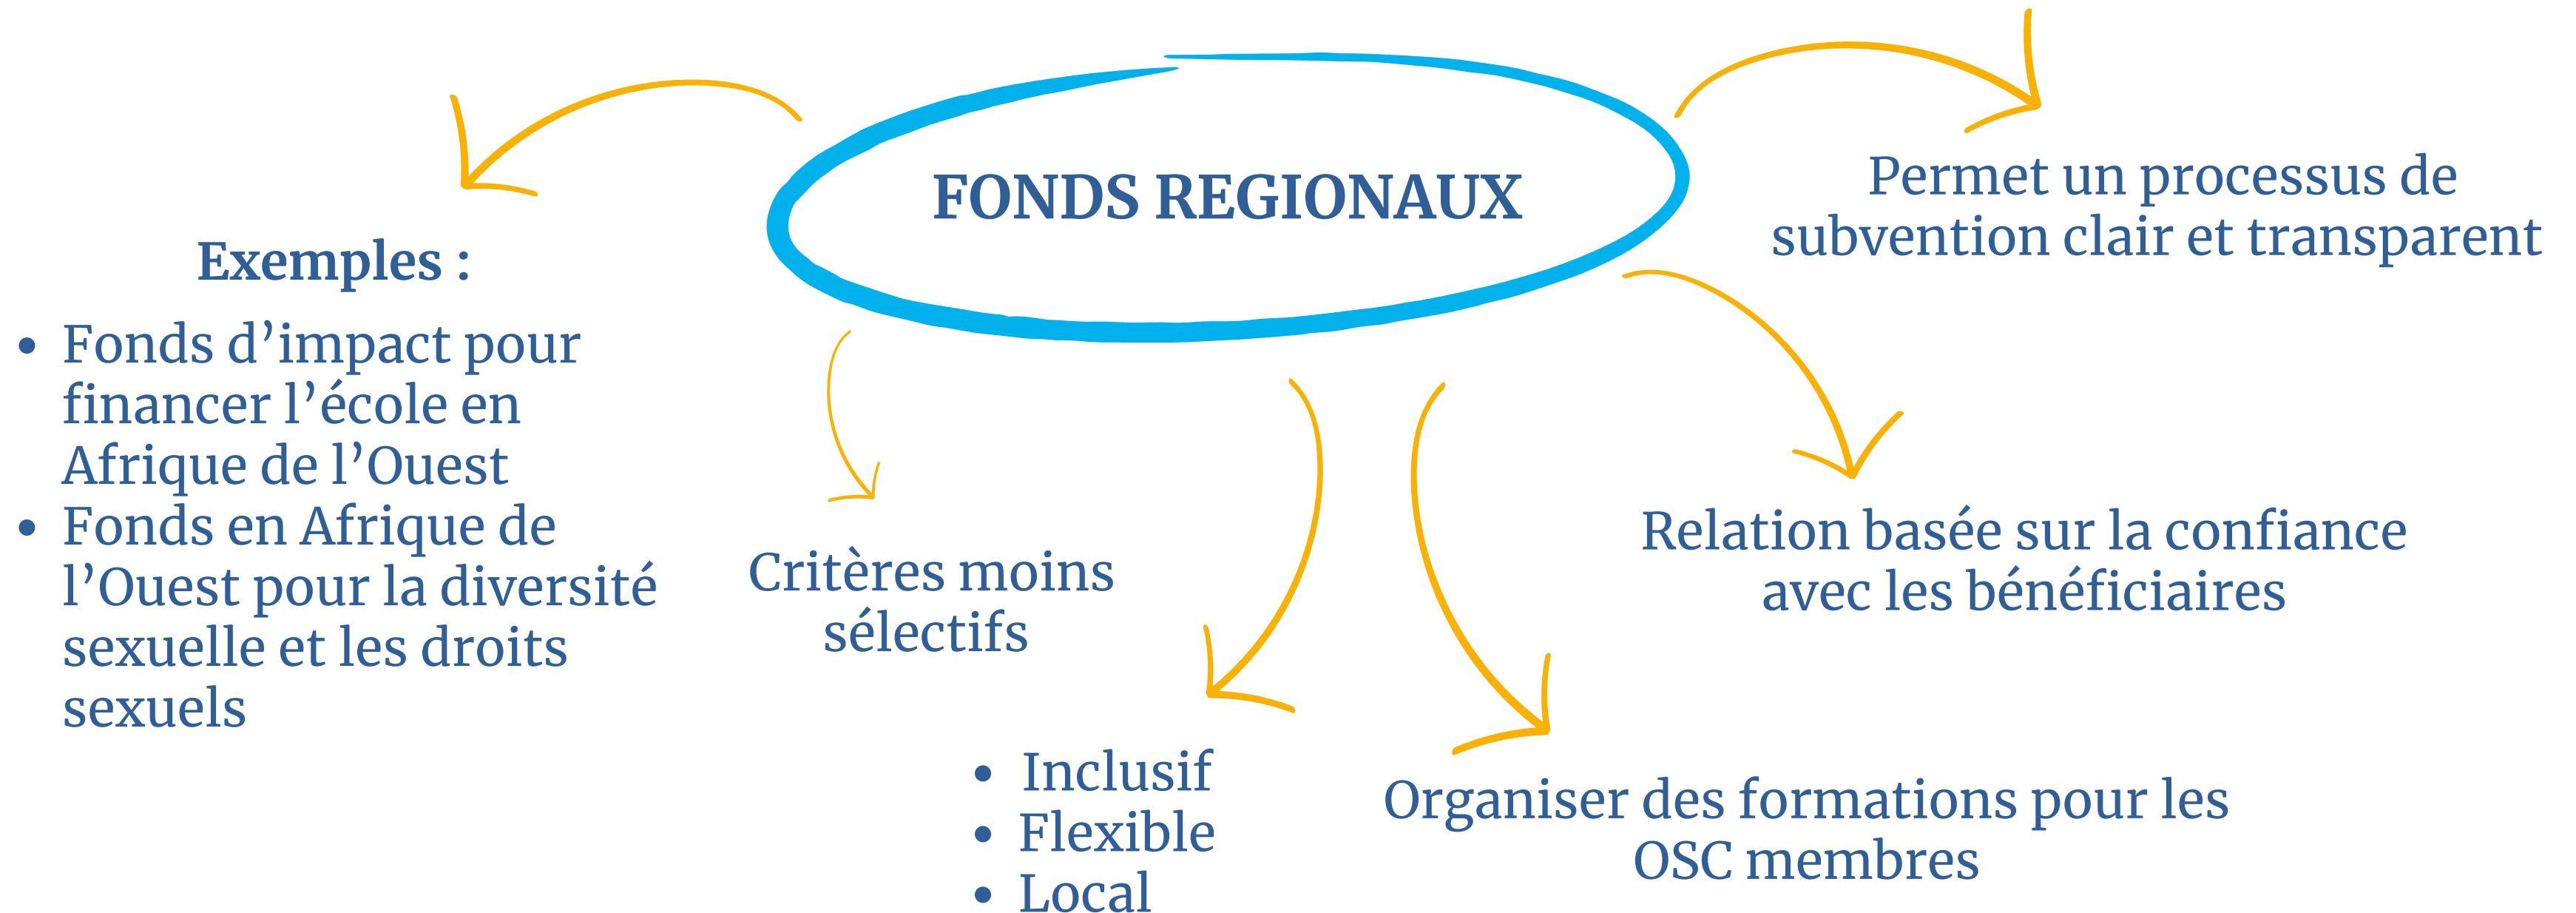 FONDS REGIONAUX
Exemples :
• Fonds d’impact pour
financer l’école en
Afrique de l’Ouest
• Fonds en Afrique de
l’Ouest pour la diversité
sexuelle et les droits
sexuels
Critères moins
sélectifs
• Inclusif
• Flexible
• Local
Organiser des formations pour les
OSC membres
Relation basée sur la confiance
avec les bénéficiaires
Permet un processus de
subvention clair et transparent